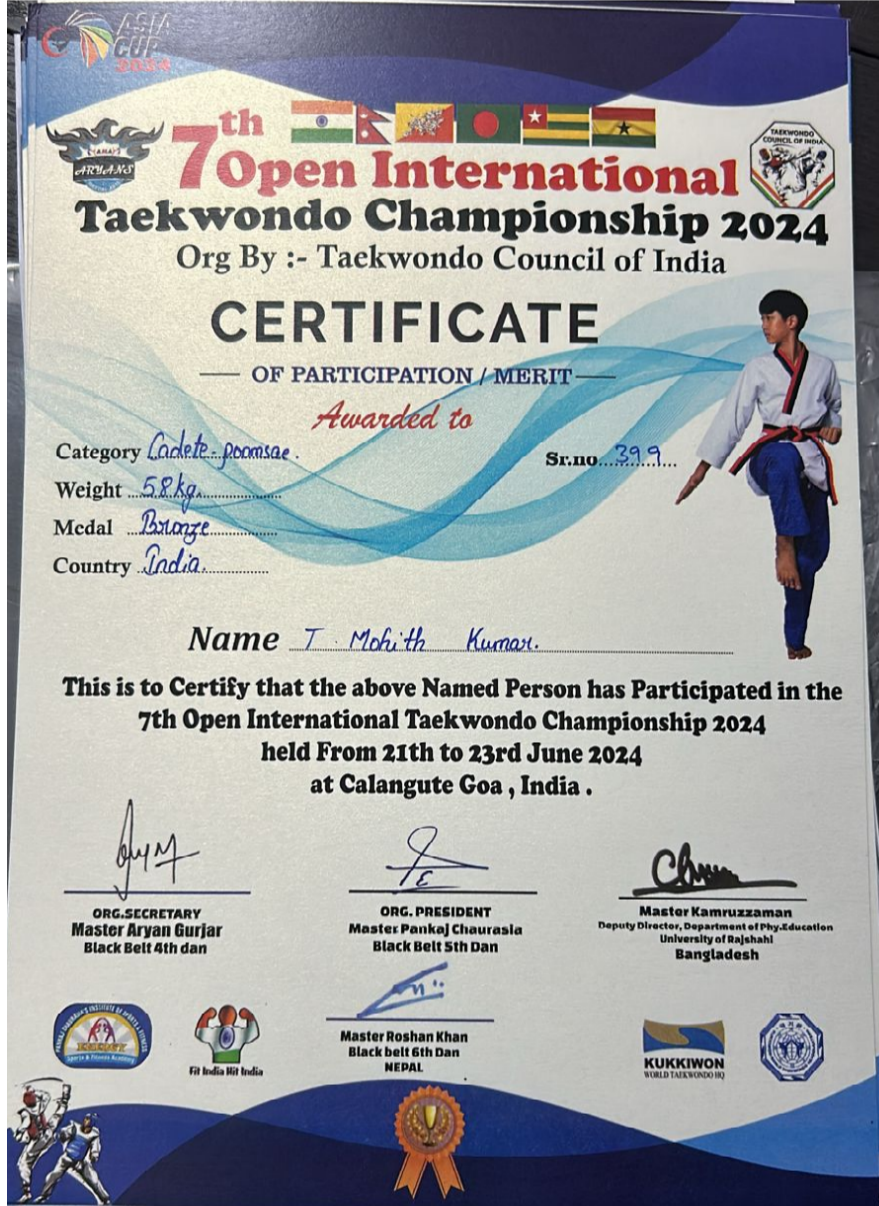 ASIA
CUP
2024
7th Open International
Taekwondo Championship 2024
Org By :- Taekwondo Council of India
ARYANS
TAEKWONDO
COUNCIL OF INDIA
CERTIFICATE
OF PARTICIPATION / MERIT
Awarded to
Category Cadete-poomsae.
Sr.no 399
Weight 58kg.
Medal Bronze
Country India.
Name T. Mohith Kumar.
This is to Certify that the above Named Person has Participated in the
7th Open International Taekwondo Championship 2024
held From 21th to 23rd June 2024
at Calangute Goa , India .
ORG.SECRETARY
Master Aryan Gurjar
Black Belt 4th dan
ORG. PRESIDENT
Master Pankaj Chaurasia
Black Belt 5th Dan
Master Kamruzzaman
Deputy Director, Department of Phy.Education
University of Rajshahi
Bangladesh
Master Roshan Khan
Black belt 6th Dan
NEPAL
Sports & Fitness Academy
Fit India Hit India
KUKKIWON
WORLD TAEKWONDO HQ